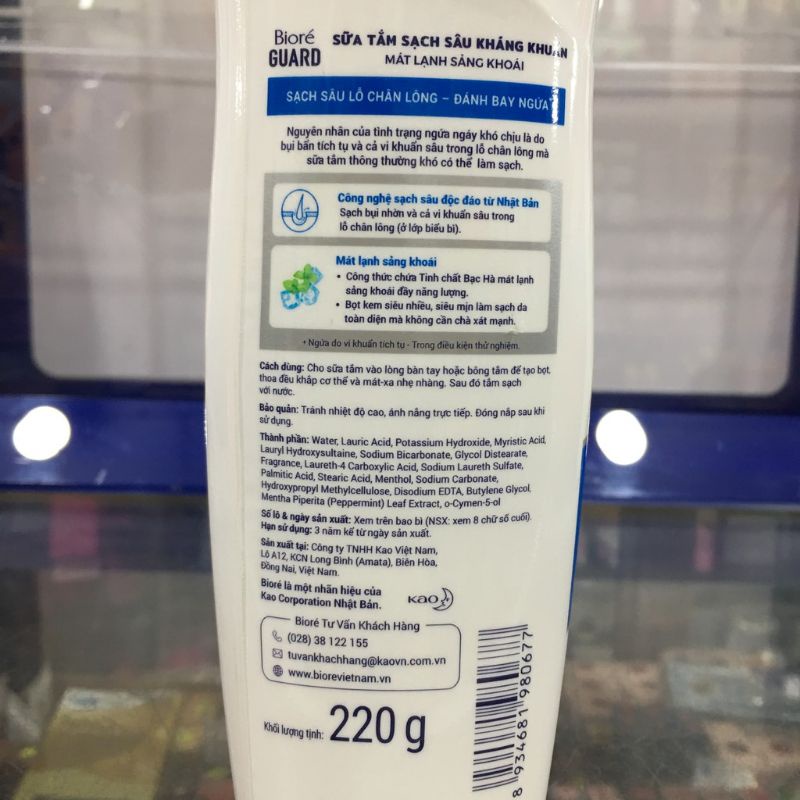 Bioré
GUARD
SỮA TẮM SẠCH SÂU KHÁNG KHUẨN
MÁT LẠNH SẢNG KHOÁI
SẠCH SÂU LỖ CHÂN LÔNG – ĐÁNH BAY NGỨA*
Nguyên nhân của tình trạng ngứa ngáy khó chịu là do
bụi bẩn tích tụ và cả vi khuẩn sâu trong lỗ chân lông mà
sữa tắm thông thường khó có thể làm sạch.
Công nghệ sạch sâu độc đáo từ Nhật Bản
Sạch bụi nhờn và cả vi khuẩn sâu trong
lỗ chân lông (ở lớp biểu bì).
Mát lạnh sảng khoái
• Công thức chứa Tinh chất Bạc Hà mát lạnh
sảng khoái đầy năng lượng.
• Bọt kem siêu nhiều, siêu mịn làm sạch da
toàn diện mà không cần chà xát mạnh.
* Ngứa do vi khuẩn tích tụ - Trong điều kiện thử nghiệm.
Cách dùng: Cho sữa tắm vào lòng bàn tay hoặc bông tắm để tạo bọt,
thoa đều khắp cơ thể và mát-xa nhẹ nhàng. Sau đó tắm sạch
với nước.
Bảo quản: Tránh nhiệt độ cao, ánh nắng trực tiếp. Đóng nắp sau khi
sử dụng.
Thành phần: Water, Lauric Acid, Potassium Hydroxide, Myristic Acid,
Lauryl Hydroxysultaine, Sodium Bicarbonate, Glycol Distearate,
Fragrance, Laureth-4 Carboxylic Acid, Sodium Laureth Sulfate,
Palmitic Acid, Stearic Acid, Menthol, Sodium Carbonate,
Hydroxypropyl Methylcellulose, Disodium EDTA, Butylene Glycol,
Mentha Piperita (Peppermint) Leaf Extract, o-Cymen-5-ol
Số lô & ngày sản xuất: Xem trên bao bì (NSX: xem 8 chữ số cuối).
Hạn sử dụng: 3 năm kể từ ngày sản xuất.
Sản xuất tại: Công ty TNHH Kao Việt Nam,
Lô A12, KCN Long Bình (Amata), Biên Hòa,
Đồng Nai, Việt Nam.
Bioré là một nhãn hiệu của
Kao Corporation Nhật Bản.
Kao
Bioré Tư Vấn Khách Hàng
(028) 38 122 155
tuvankhachhang@kaovn.com.vn
www.biorevietnam.vn
Khối lượng tịnh: 220 g
8 934681 980677